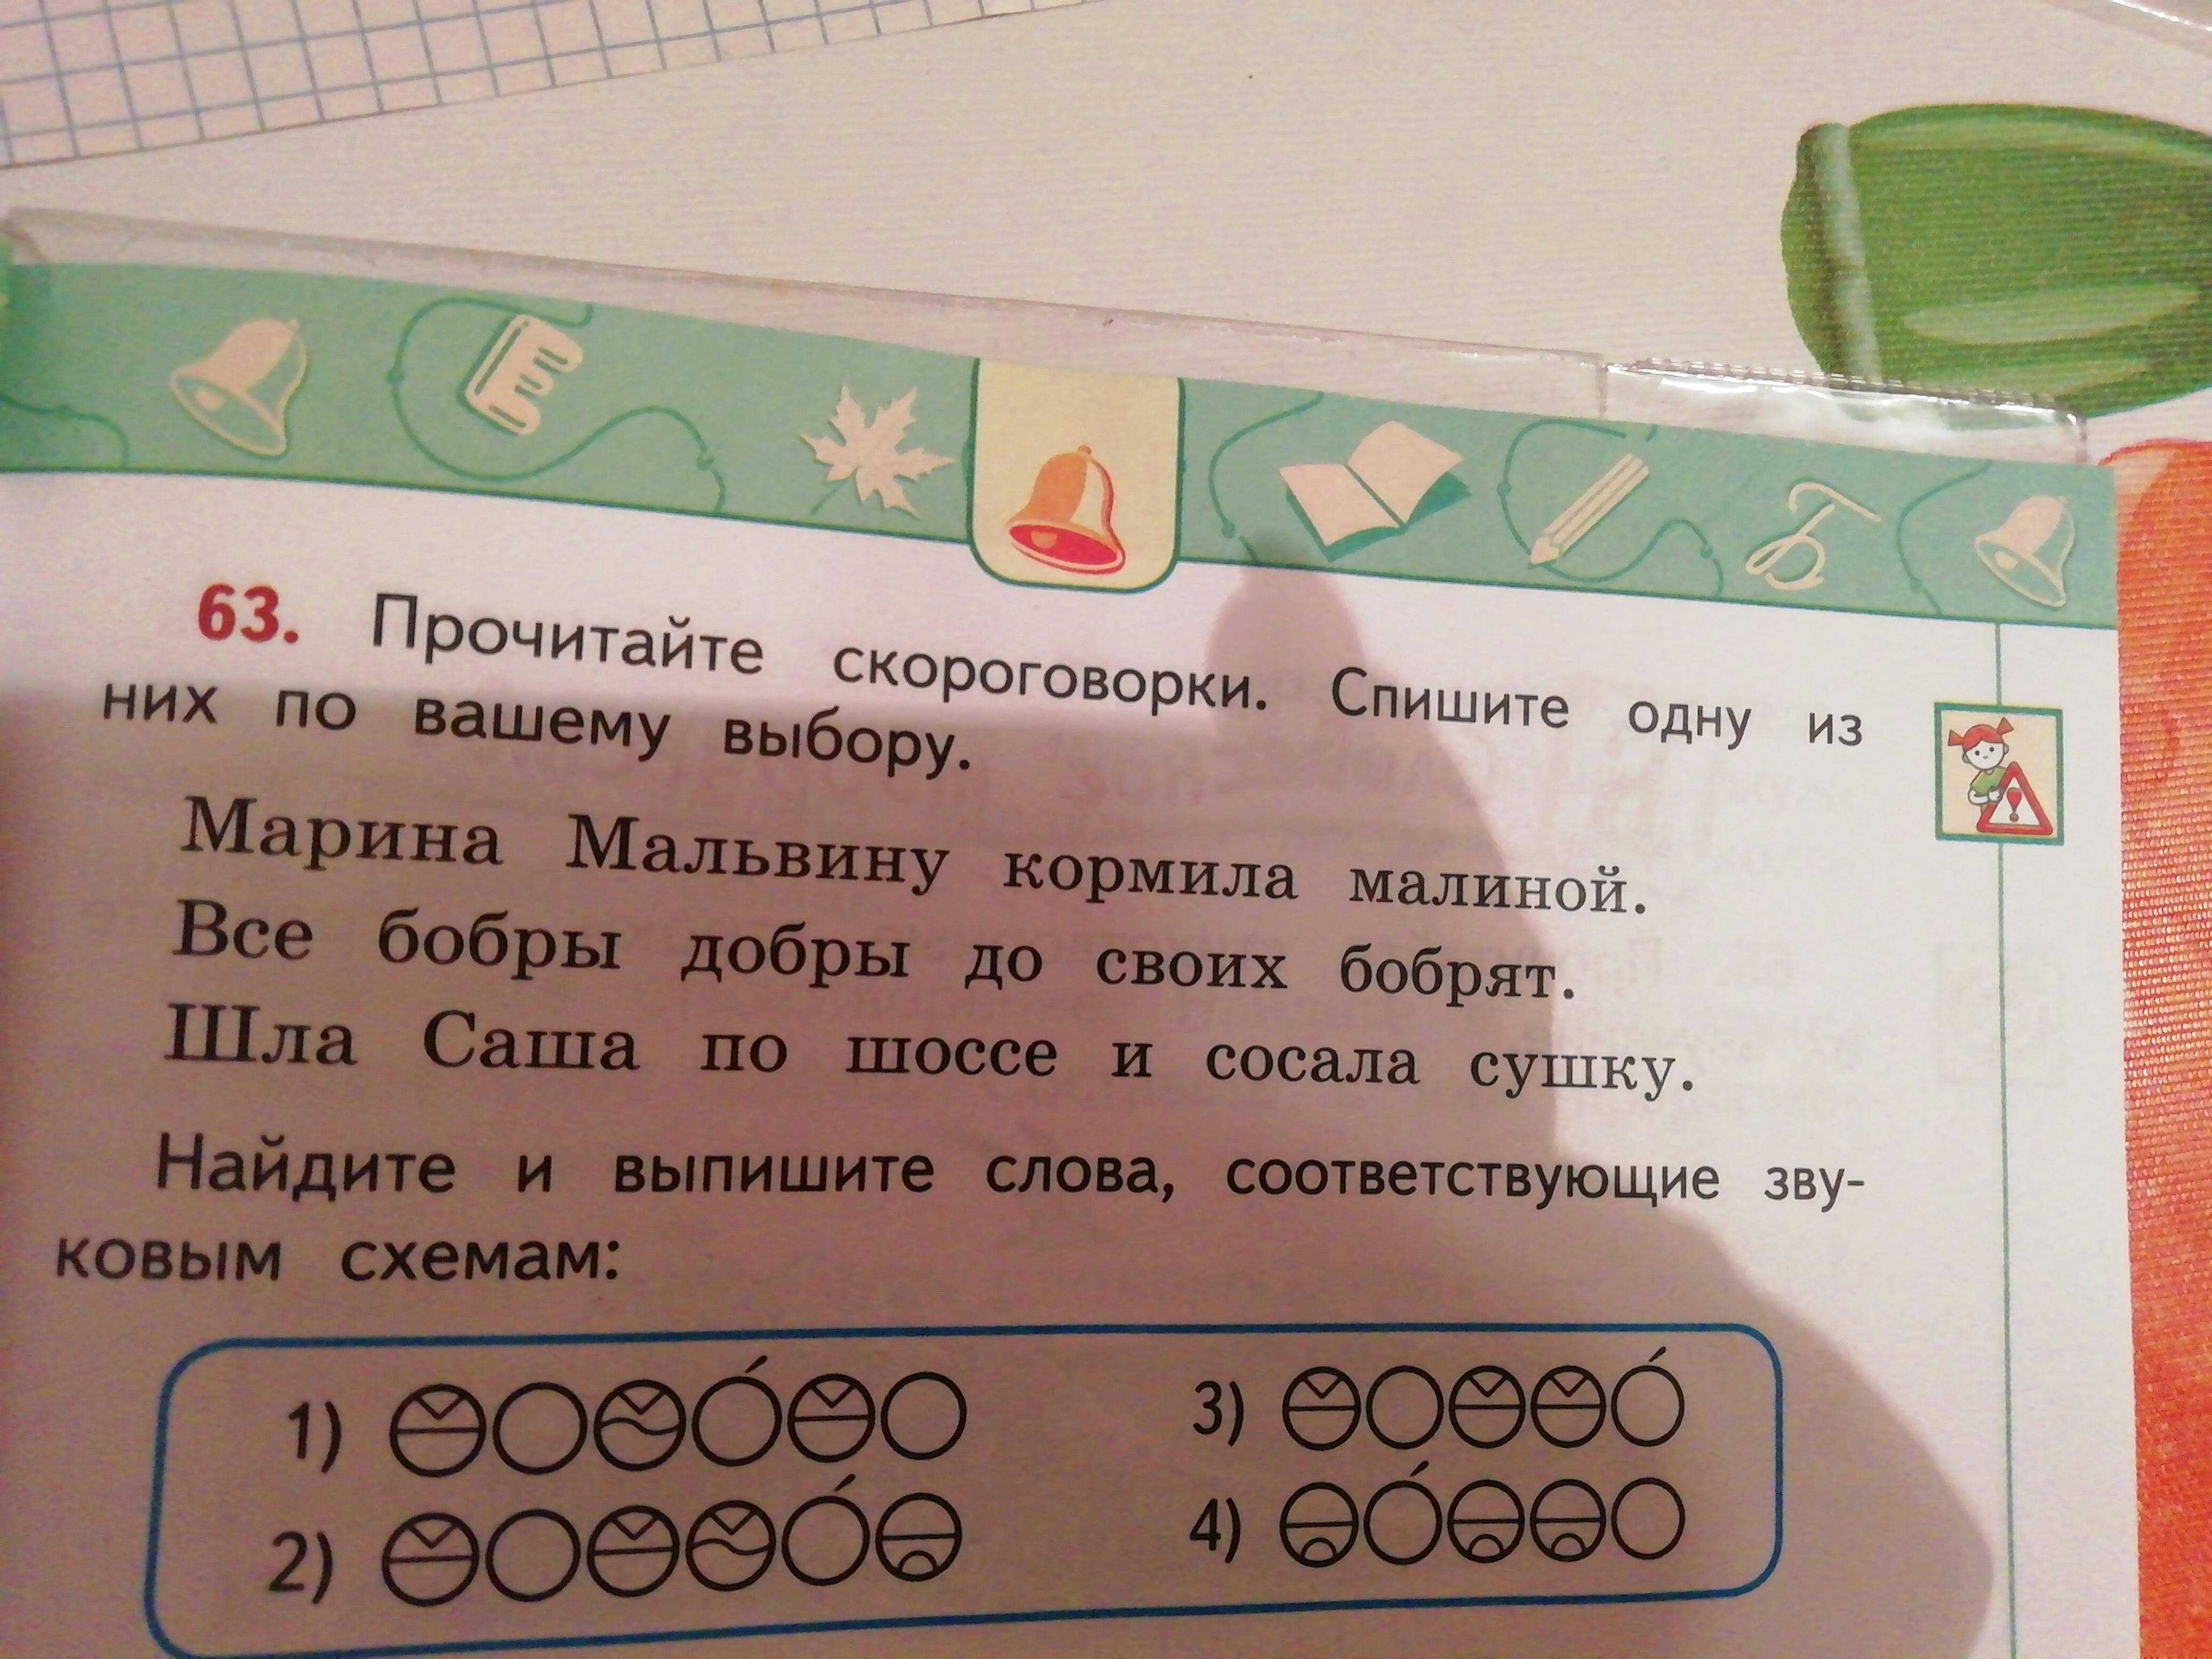 63. Прочитайте скороговорки. Спишите одну из
них по вашему выбору.
Марина Мальвину кормила малиной.
Все бобры добры до своих бобрят.
Шла Саша по шоссе и сосала сушку.
Найдите и выпишите слова, соответствующие зву-
ковым схемам:
1)
2)
3)
4)